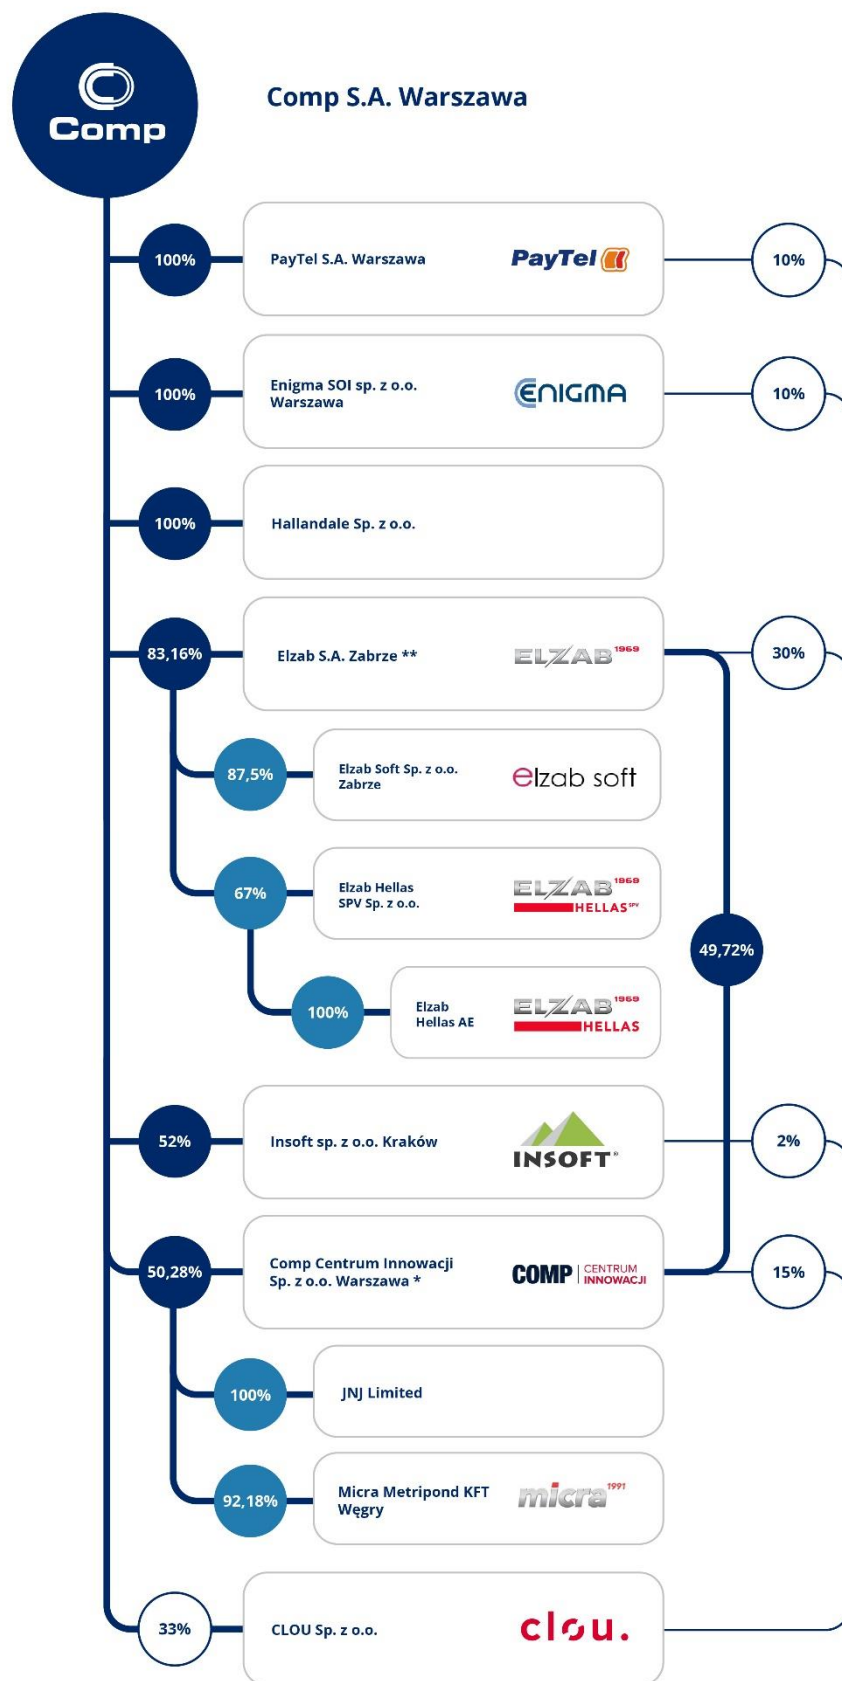 Comp
Comp S.A. Warszawa
100%
PayTel S.A. Warszawa
PayTel
10%
100%
Enigma SOI sp. z o.o.
Warszawa
ENIGMA
10%
100%
Hallandale Sp. z o.o.
83,16%
Elzab S.A. Zabrze **
ELZAB 1969
30%
87,5%
Elzab Soft Sp. z o.o.
Zabrze
elzab soft
67%
Elzab Hellas
SPV Sp. z o.o.
ELZAB 1969
HELLAS SPV
49,72%
100%
Elzab
Hellas AE
ELZAB 1969
HELLAS
52%
Insoft sp. z o.o. Kraków
INSOFT®
2%
50,28%
Comp Centrum Innowacji
Sp. z o.o. Warszawa *
COMP CENTRUM
INNOWACJI
15%
100%
JNJ Limited
92,18%
Micra Metripond KFT
Węgry
micra 1991
33%
CLOU Sp. z o.o.
clou.